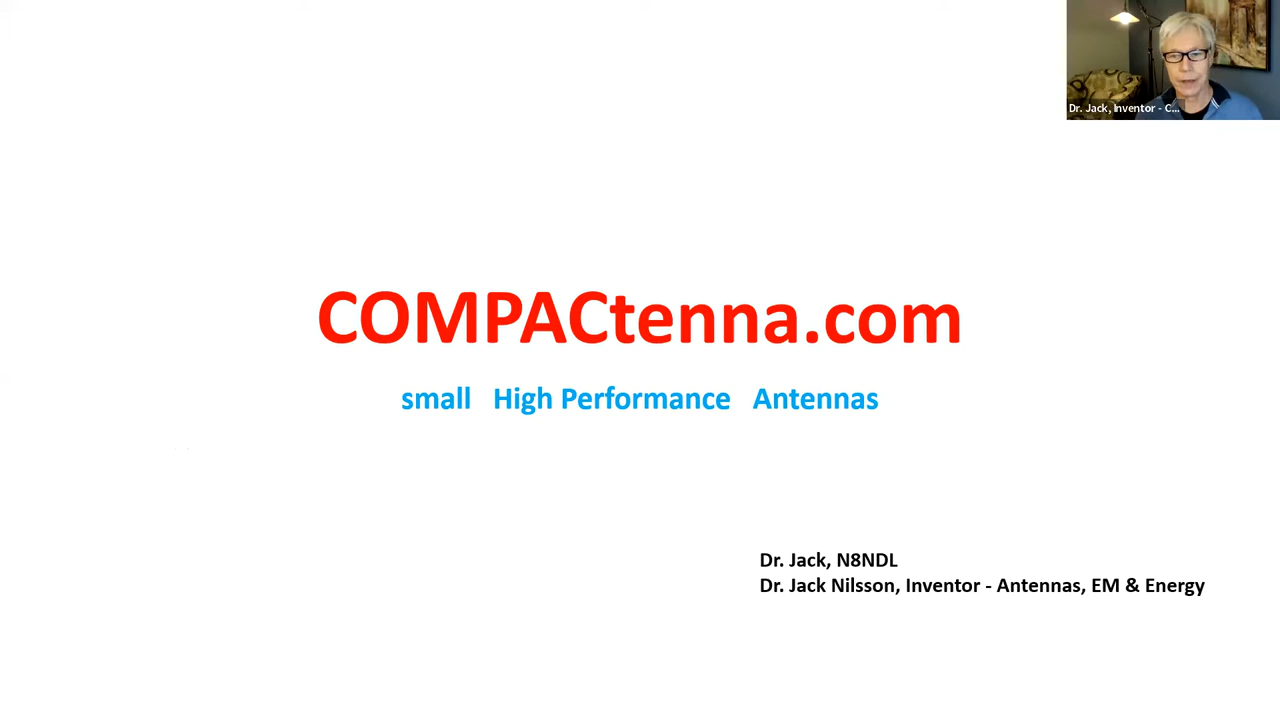 Dr. Jack, Inventor - C...
COMPACtenna.com
small High Performance Antennas
Dr. Jack, N8NDL
Dr. Jack Nilsson, Inventor - Antennas, EM & Energy